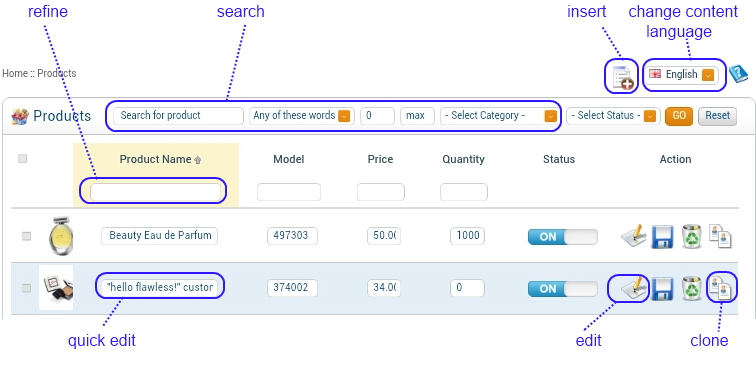 refine
search
insert
change content
language
Home :: Products
English
Products
Search for product
Any of these words
0
max
- Select Category -
- Select Status -
GO
Reset
Product Name
Model
Price
Quantity
Status
Action
Beauty Eau de Parfum
497303
50.0
1000
ON
"hello flawless!" custor
374002
34.0
0
ON
quick edit
edit
clone